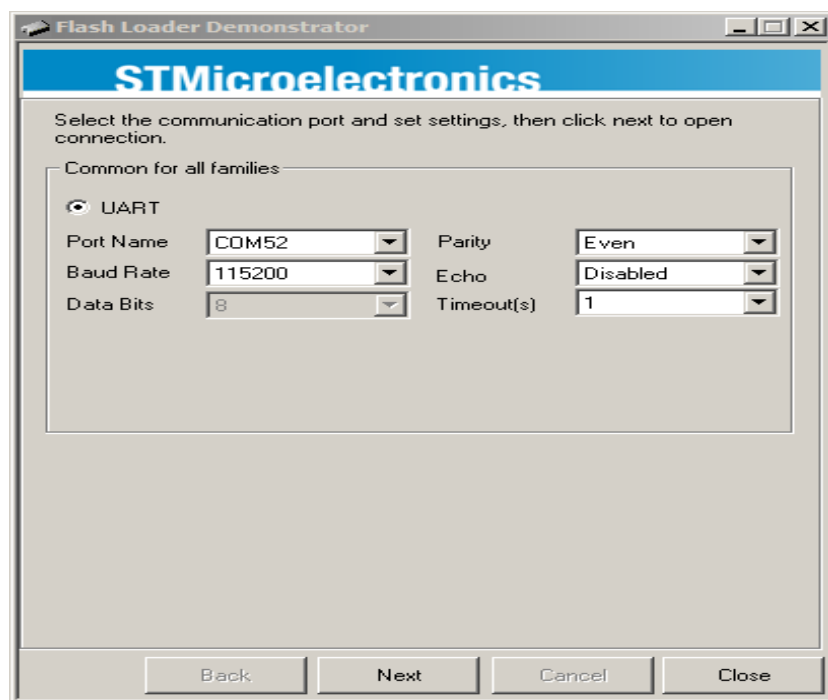 Flash Loader Demonstrator
STMicroelectronics
Select the communication port and set settings, then click next to open
connection.
Common for all families
UART
Port Name COM52 Parity Even
Baud Rate 115200 Echo Disabled
Data Bits 8 Timeout(s) 1
Back Next Cancel Close